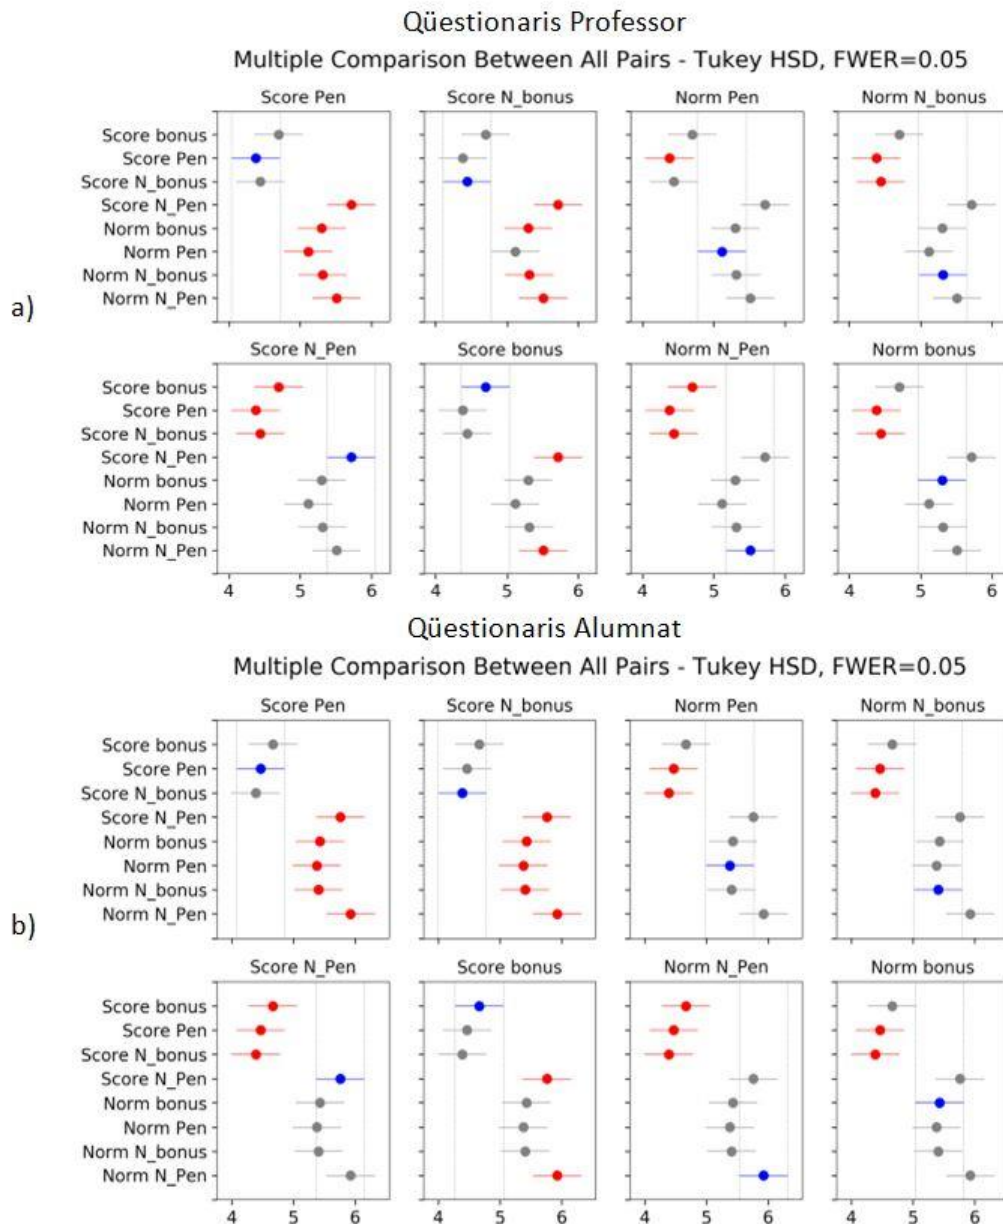 Qüestionaris Professor
Multiple Comparison Between All Pairs - Tukey HSD, FWER=0.05
Score Pen Score N_bonus Norm Pen Norm N_bonus
Score bonus
Score Pen
Score N_bonus
Score N_Pen
Norm bonus
Norm Pen
Norm N_bonus
Norm N_Pen
a)
Score N_Pen Score bonus Norm N_Pen Norm bonus
Score bonus
Score Pen
Score N_bonus
Score N_Pen
Norm bonus
Norm Pen
Norm N_bonus
Norm N_Pen
4 5 6 4 5 6 4 5 6 4 5 6
Qüestionaris Alumnat
Multiple Comparison Between All Pairs - Tukey HSD, FWER=0.05
Score Pen Score N_bonus Norm Pen Norm N_bonus
Score bonus
Score Pen
Score N_bonus
Score N_Pen
Norm bonus
Norm Pen
Norm N_bonus
Norm N_Pen
b)
Score N_Pen Score bonus Norm N_Pen Norm bonus
Score bonus
Score Pen
Score N_bonus
Score N_Pen
Norm bonus
Norm Pen
Norm N_bonus
Norm N_Pen
4 5 6 4 5 6 4 5 6 4 5 6